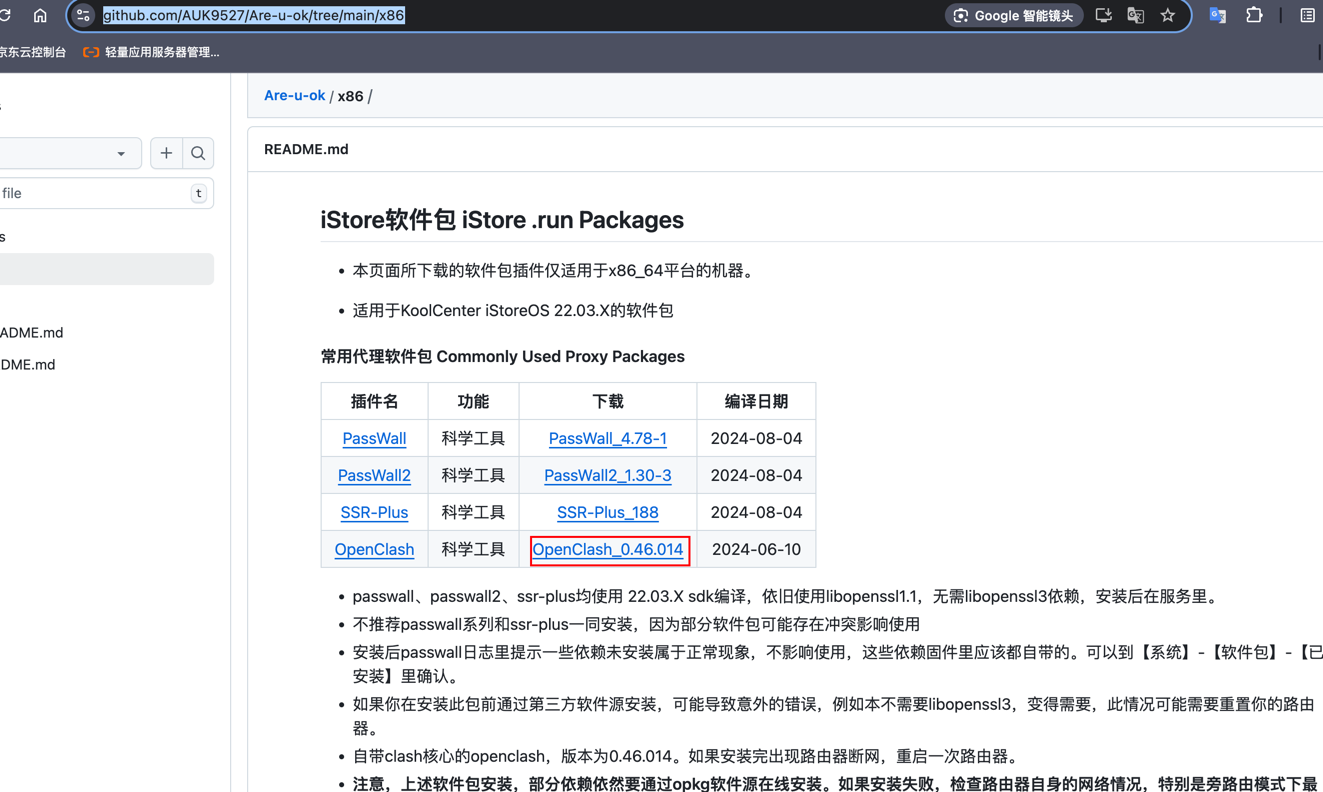 github.com/AUK9527/Are-u-ok/tree/main/x86
Google 智能镜头
京东云控制台
轻量应用服务器管理...
s
Are-u-ok / x86 /
README.md
file
t
s
ADME.md
DME.md
iStore软件包 iStore .run Packages
• 本页面所下载的软件包插件仅适用于x86_64平台的机器。
• 适用于KoolCenter iStoreOS 22.03.X的软件包
常用代理软件包 Commonly Used Proxy Packages
插件名 功能 下载 编译日期
PassWall 科学工具 PassWall_4.78-1 2024-08-04
PassWall2 科学工具 PassWall2_1.30-3 2024-08-04
SSR-Plus 科学工具 SSR-Plus_188 2024-08-04
OpenClash 科学工具 OpenClash_0.46.014 2024-06-10
• passwall、passwall2、ssr-plus均使用 22.03.X sdk编译，依旧使用libopenssl1.1，无需libopenssl3依赖，安装后在服务里。
• 不推荐passwall系列和ssr-plus一同安装，因为部分软件包可能存在冲突影响使用
• 安装后passwall日志里提示一些依赖未安装属于正常现象，不影响使用，这些依赖固件里应该都自带的。可以到【系统】-【软件包】-【已
安装】里确认。
• 如果你在安装此包前通过第三方软件源安装，可能导致意外的错误，例如本不需要libopenssl3，变得需要，此情况可能需要重置你的路由
器。
• 自带clash核心的openclash，版本为0.46.014。如果安装完出现路由器断网，重启一次路由器。
• 注意，上述软件包安装，部分依赖依然要通过opkg软件源在线安装。如果安装失败，检查路由器自身的网络情况，特别是旁路由模式下最